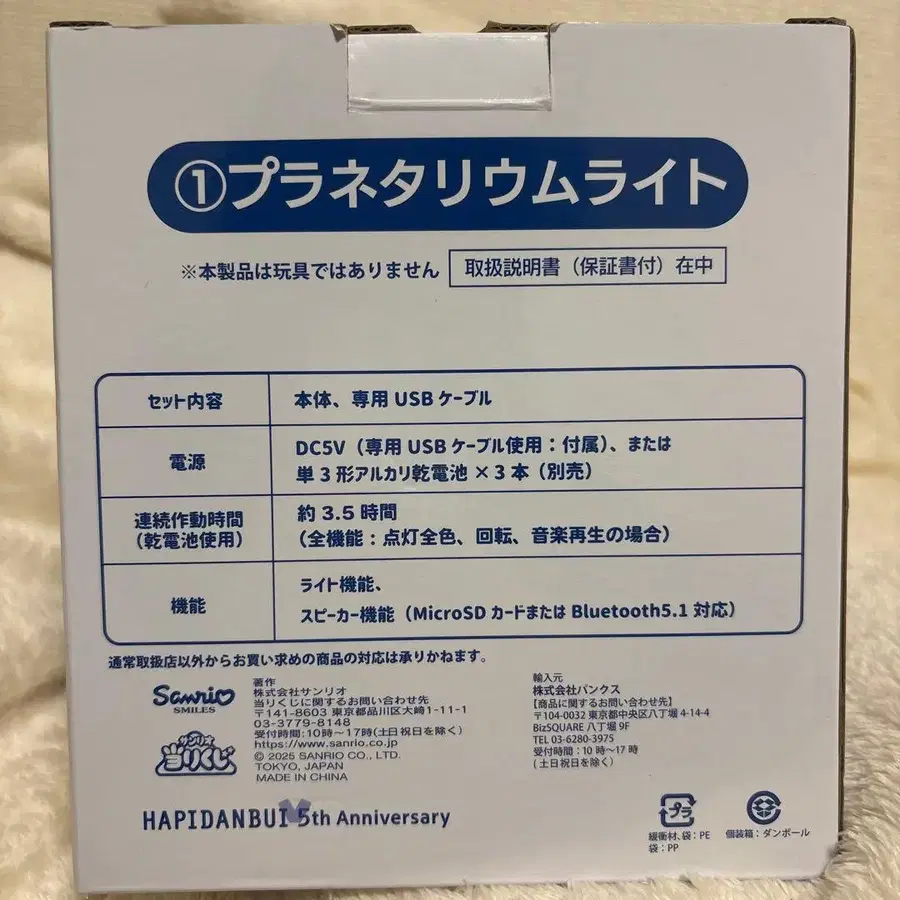 ①プラネタリウムライト
※本製品は玩具ではありません
取扱説明書（保証書付）在中
セット内容
本体、専用 USB ケーブル
電源
DC5V（専用 USB ケーブル使用：付属）、または
単３形アルカリ乾電池 × 3 本（別売）
連続作動時間
（乾電池使用）
約 3.5 時間
（全機能：点灯全色、回転、音楽再生の場合）
機能
ライト機能、
スピーカー機能（MicroSD カードまたは Bluetooth5.1 対応）
通常取扱店以外からお買い求めの商品の対応は承りかねます。
Sanrio
SMILES
サンリオ
当りくじ
著作
株式会社サンリオ
当りくじに関するお問い合わせ先
〒141-8603 東京都品川区大崎1-11-1
03-3779-8148
受付時間:10時～17時(土日祝日を除く)
https://www.sanrio.co.jp
© 2025 SANRIO CO., LTD.
TOKYO, JAPAN
MADE IN CHINA
輸入元
株式会社バンクス
【商品に関するお問い合わせ先】
〒104-0032 東京都中央区八丁堀 4-14-4
BizSQUARE 八丁堀 9F
TEL 03-6280-3975
受付時間：10 時～17 時
（土日祝日を除く）
HAPIDANBUI 5th Anniversary
プラ
緩衝材、袋：PE
袋：PP
個装箱：ダンボール